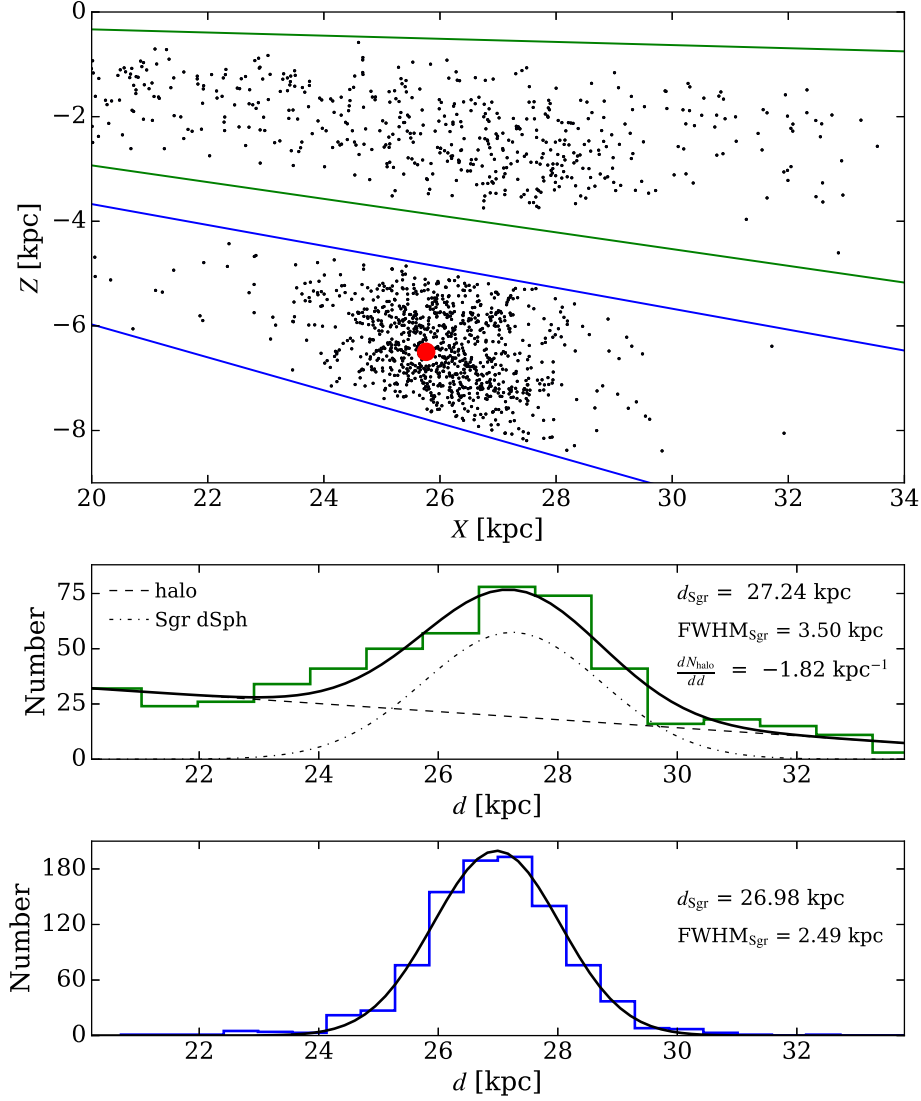 0
−2
−4
−6
−8
Z [kpc]
20 22 24 26 28 30 32 34
X [kpc]
75
50
25
0
Number
halo
Sgr dSph
d_Sgr = 27.24 kpc
FWHM_Sgr = 3.50 kpc
dN_halo/dd = −1.82 kpc⁻¹
22 24 26 28 30 32
d [kpc]
180
120
60
0
Number
d_Sgr = 26.98 kpc
FWHM_Sgr = 2.49 kpc
22 24 26 28 30 32
d [kpc]